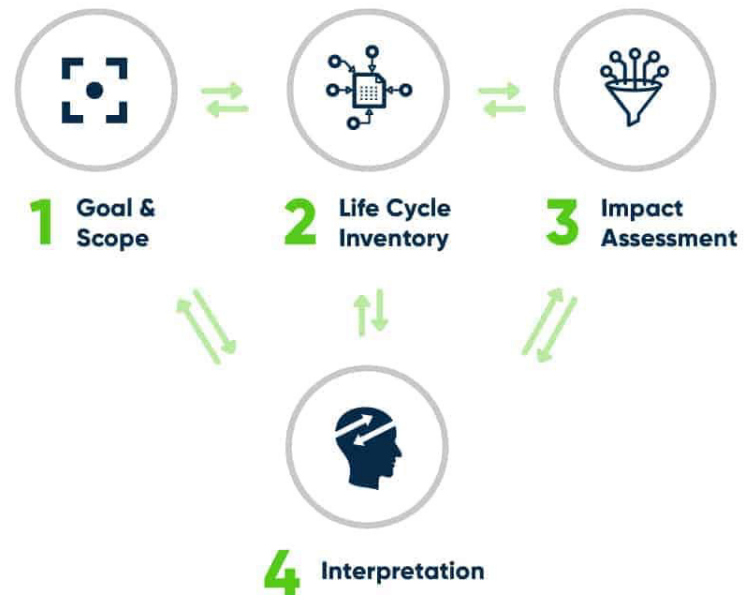 1 Goal &
Scope
2 Life Cycle
Inventory
3 Impact
Assessment
4 Interpretation